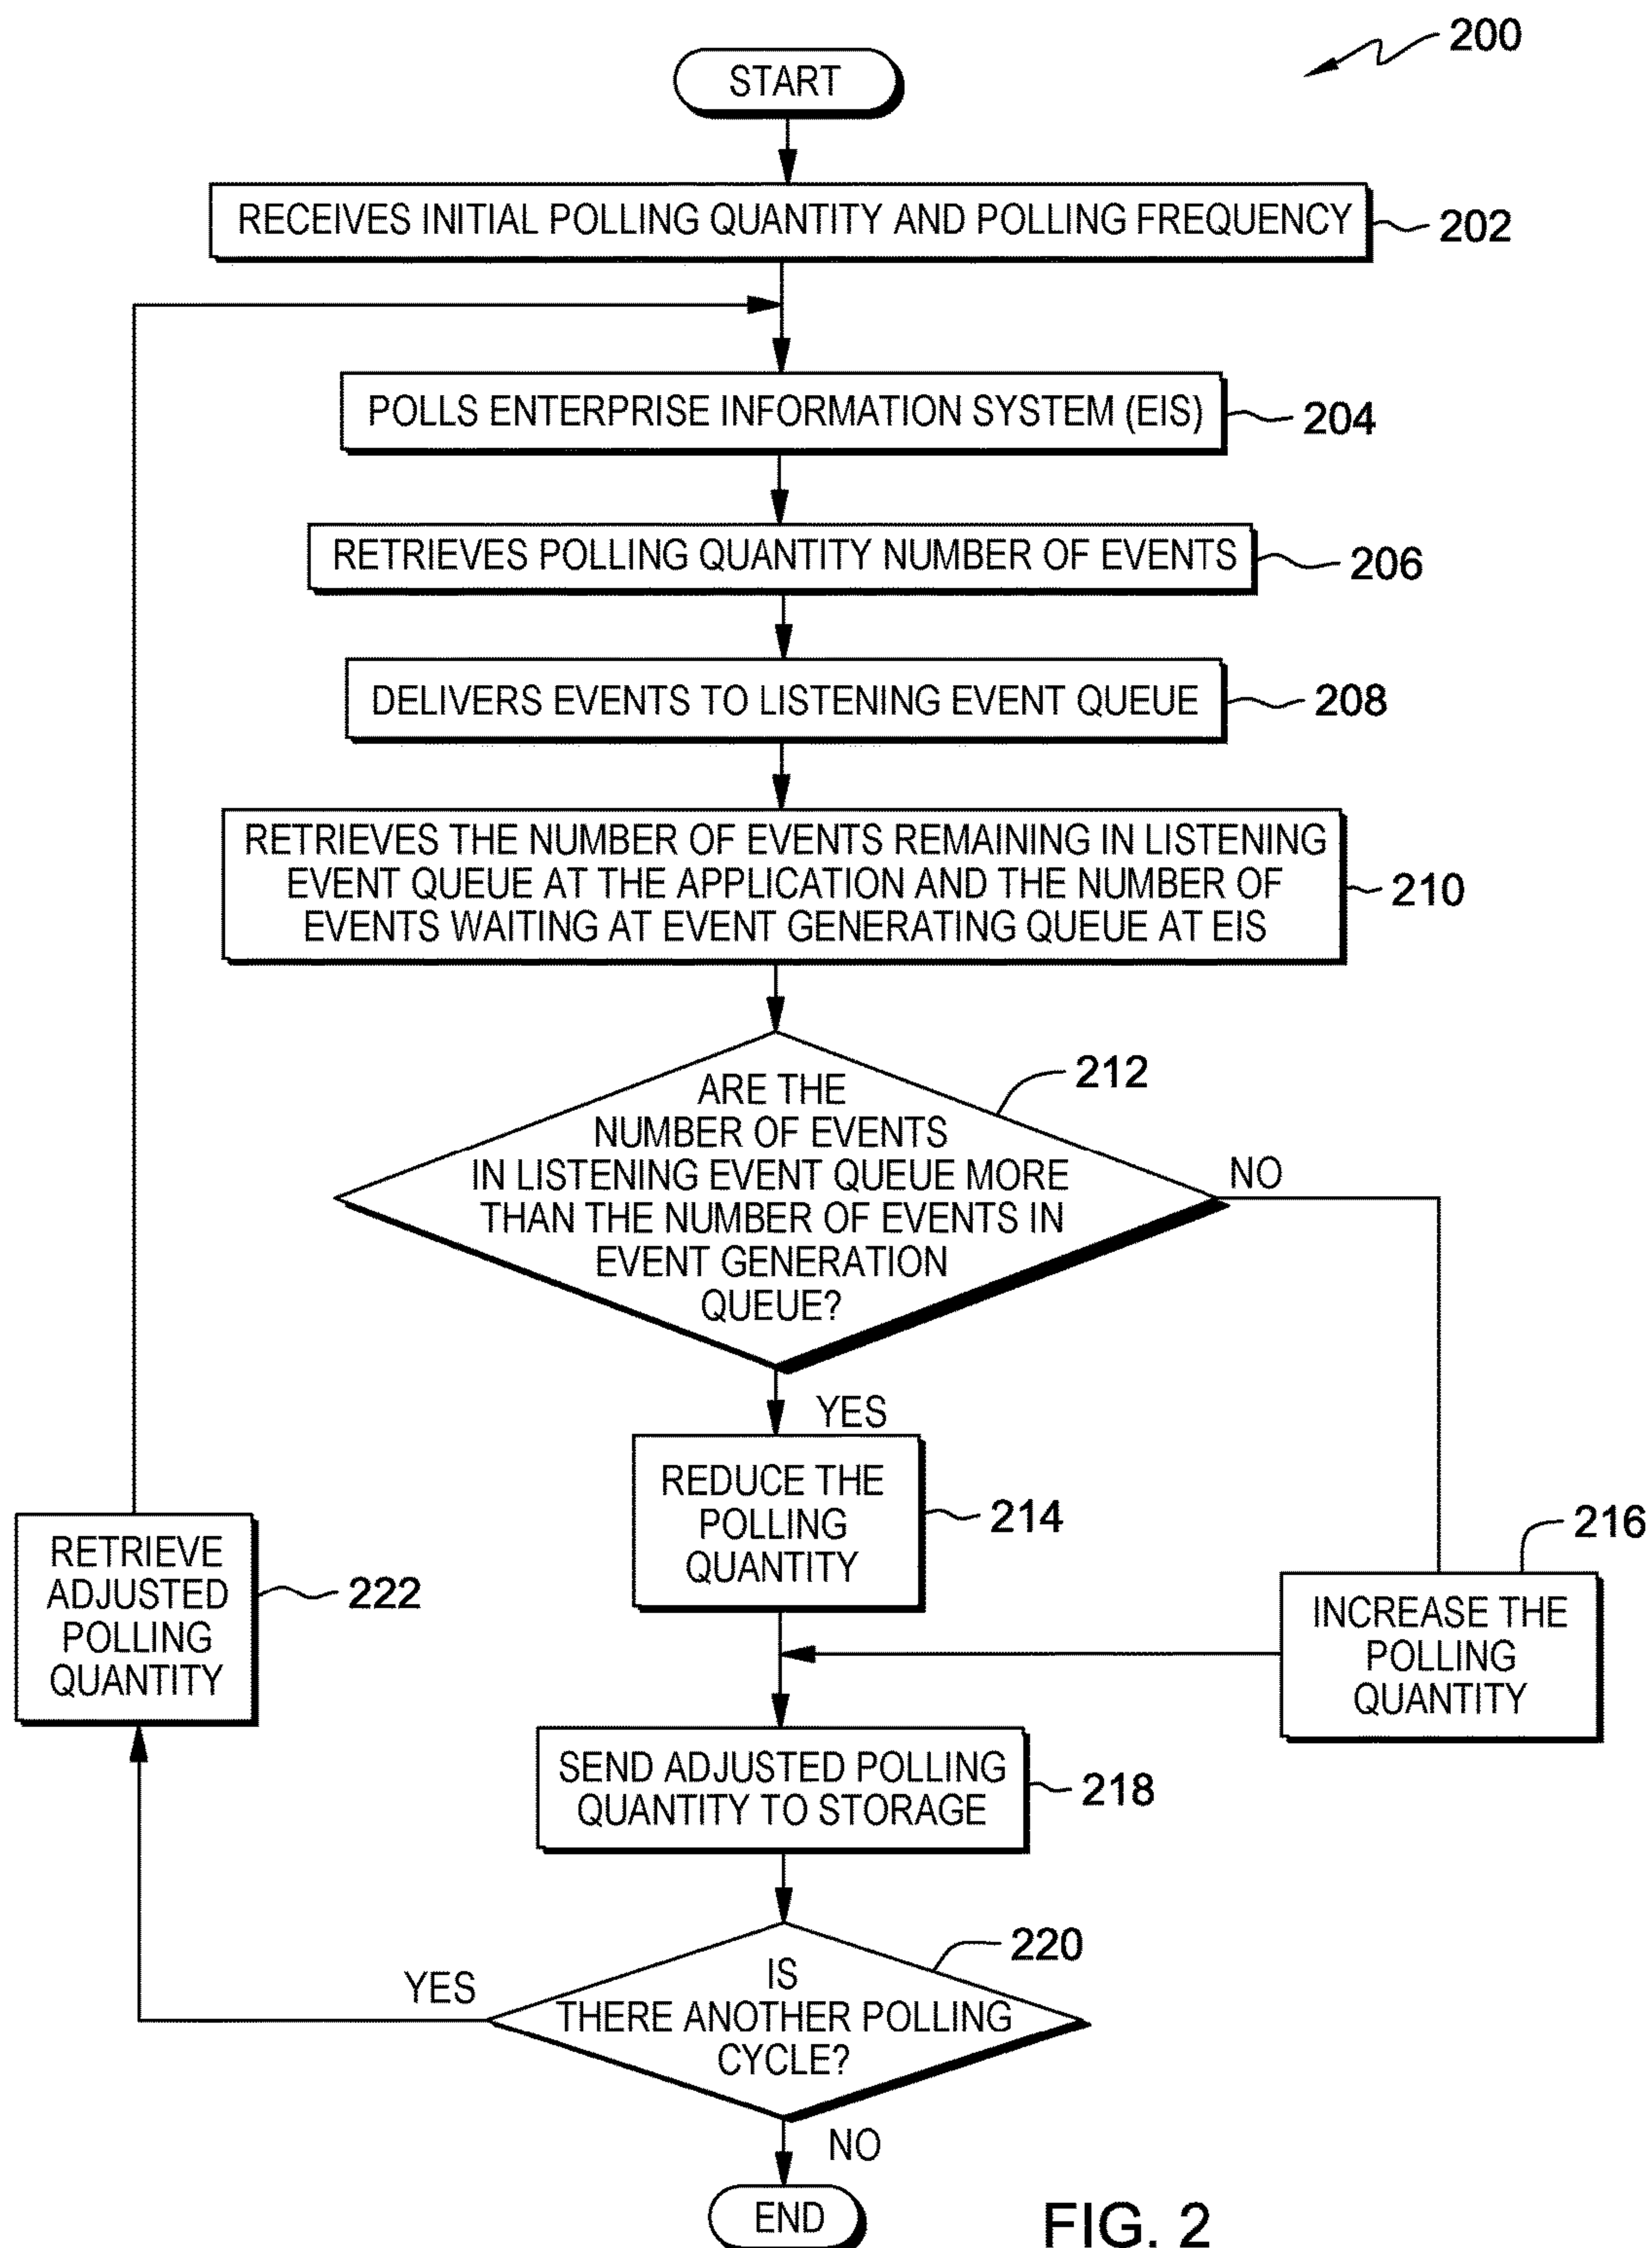 200
START
RECEIVES INITIAL POLLING QUANTITY AND POLLING FREQUENCY
202
POLLS ENTERPRISE INFORMATION SYSTEM (EIS)
204
RETRIEVES POLLING QUANTITY NUMBER OF EVENTS
206
DELIVERS EVENTS TO LISTENING EVENT QUEUE
208
RETRIEVES THE NUMBER OF EVENTS REMAINING IN LISTENING
EVENT QUEUE AT THE APPLICATION AND THE NUMBER OF
EVENTS WAITING AT EVENT GENERATING QUEUE AT EIS
210
ARE THE
NUMBER OF EVENTS
IN LISTENING EVENT QUEUE MORE
THAN THE NUMBER OF EVENTS IN
EVENT GENERATION
QUEUE?
212
NO
YES
REDUCE THE
POLLING
QUANTITY
214
216
INCREASE THE
POLLING
QUANTITY
RETRIEVE
ADJUSTED
POLLING
QUANTITY
222
SEND ADJUSTED POLLING
QUANTITY TO STORAGE
218
IS
THERE ANOTHER POLLING
CYCLE?
220
YES
NO
END
FIG. 2